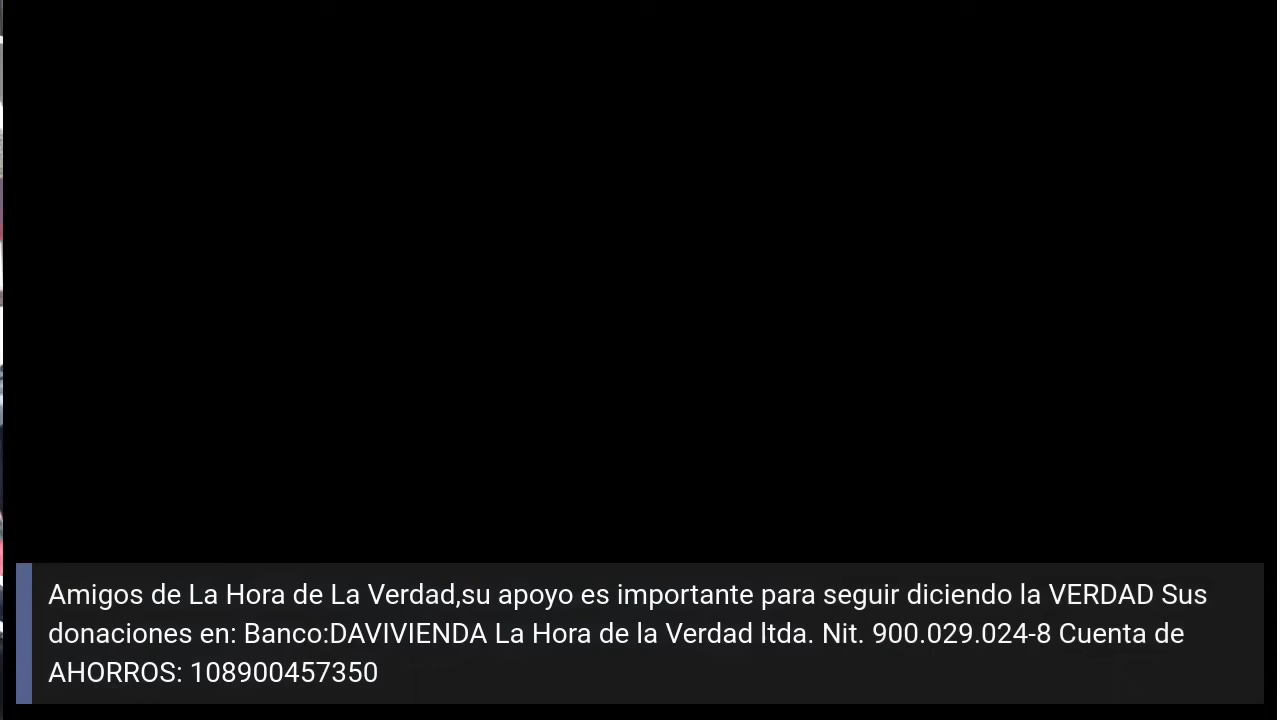 Amigos de La Hora de La Verdad,su apoyo es importante para seguir diciendo la VERDAD Sus
donaciones en: Banco:DAVIVIENDA La Hora de la Verdad ltda. Nit. 900.029.024-8 Cuenta de
AHORROS: 108900457350